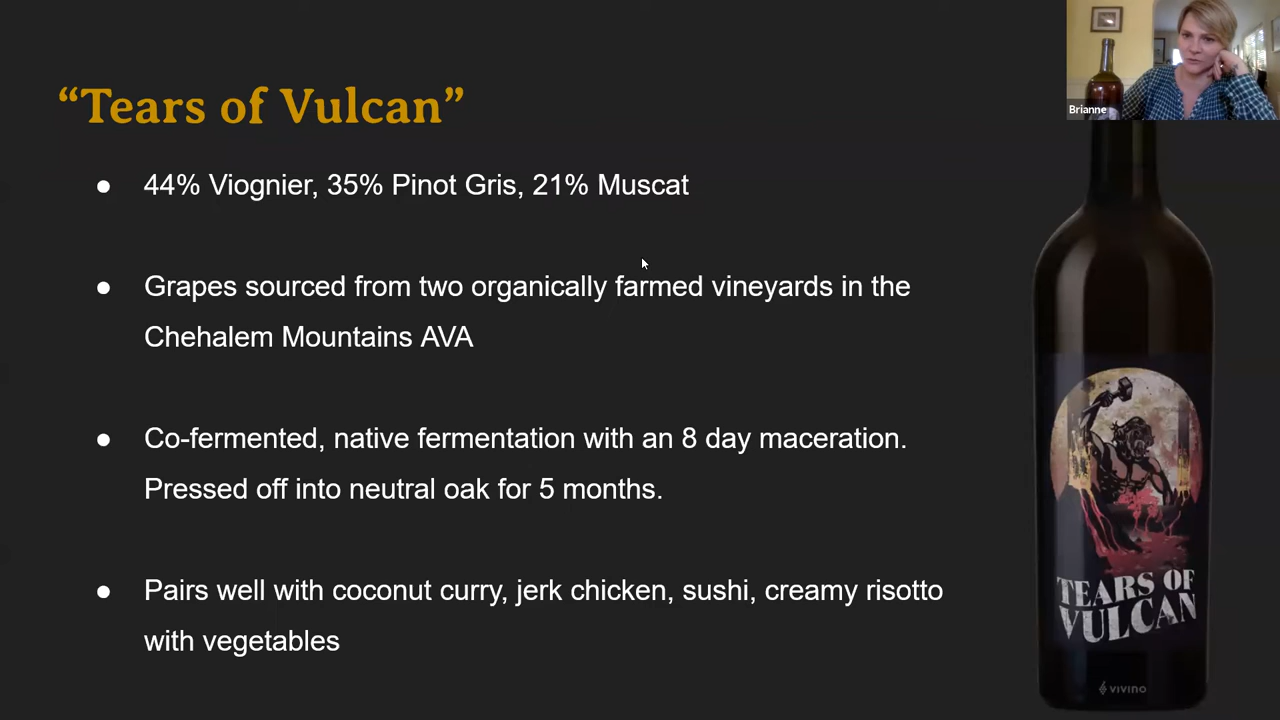 Brianne
“Tears of Vulcan”
● 44% Viognier, 35% Pinot Gris, 21% Muscat
● Grapes sourced from two organically farmed vineyards in the
Chehalem Mountains AVA
● Co-fermented, native fermentation with an 8 day maceration.
Pressed off into neutral oak for 5 months.
● Pairs well with coconut curry, jerk chicken, sushi, creamy risotto
with vegetables
TEARS OF
VULCAN
vivino